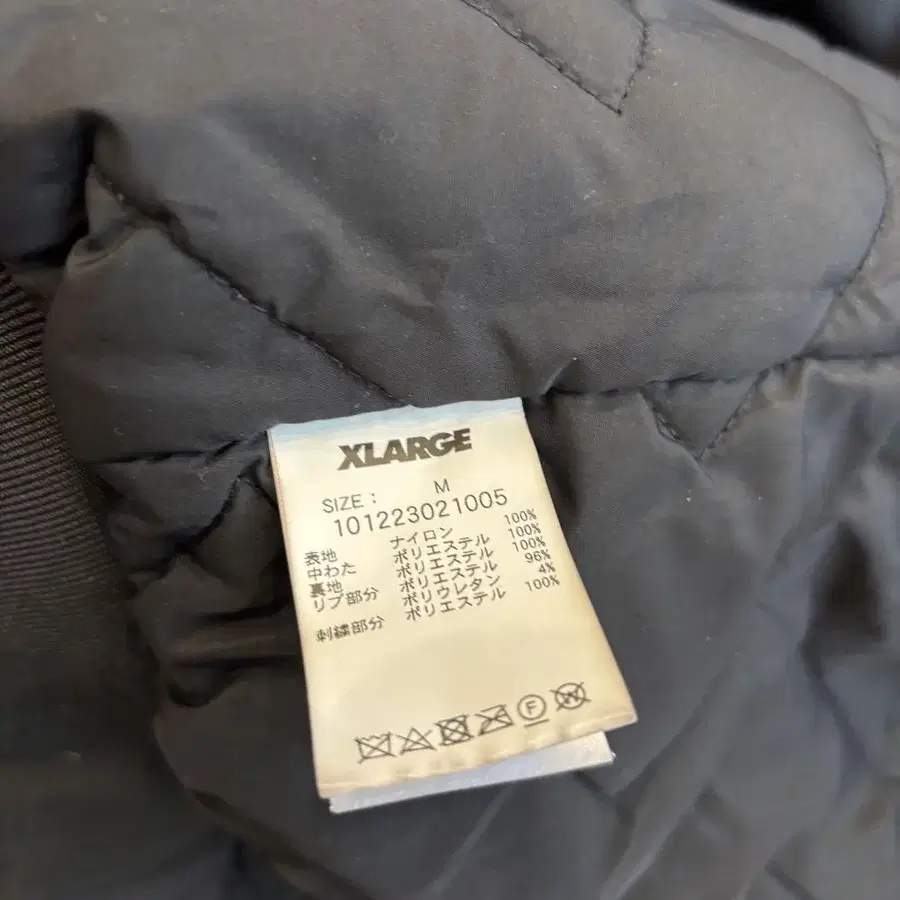 XLARGE
SIZE : M
101223021005
表地 ナイロン 100%
中わた ポリエステル 100%
裏地 ポリエステル 100%
リブ部分 ポリエステル 96%
ポリウレタン 4%
刺繍部分 ポリエステル 100%
F
W